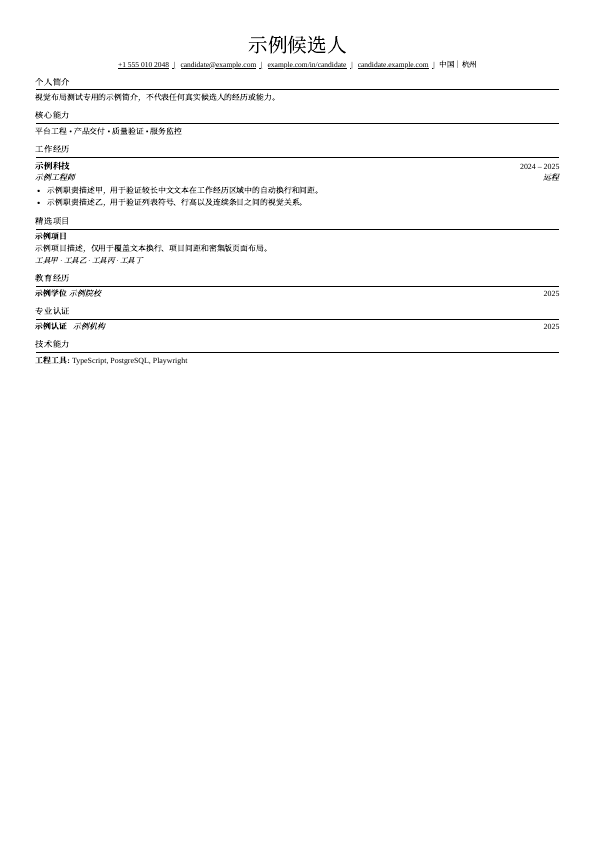 示例候选人
+1 555 010 2048 | candidate@example.com | example.com/in/candidate | candidate.example.com | 中国｜杭州
个人简介
视觉布局测试专用的示例简介，不代表任何真实候选人的经历或能力。
核心能力
平台工程 • 产品交付 • 质量验证 • 服务监控
工作经历
示例科技 2024 – 2025
示例工程师 远程
• 示例职责描述甲，用于验证较长中文文本在工作经历区域中的自动换行和间距。
• 示例职责描述乙，用于验证列表符号、行高以及连续条目之间的视觉关系。
精选项目
示例项目
示例项目描述，仅用于覆盖文本换行、项目间距和密集版页面布局。
工具甲 · 工具乙 · 工具丙 · 工具丁
教育经历
示例学位 示例院校 2025
专业认证
示例认证 示例机构 2025
技术能力
工程工具: TypeScript, PostgreSQL, Playwright